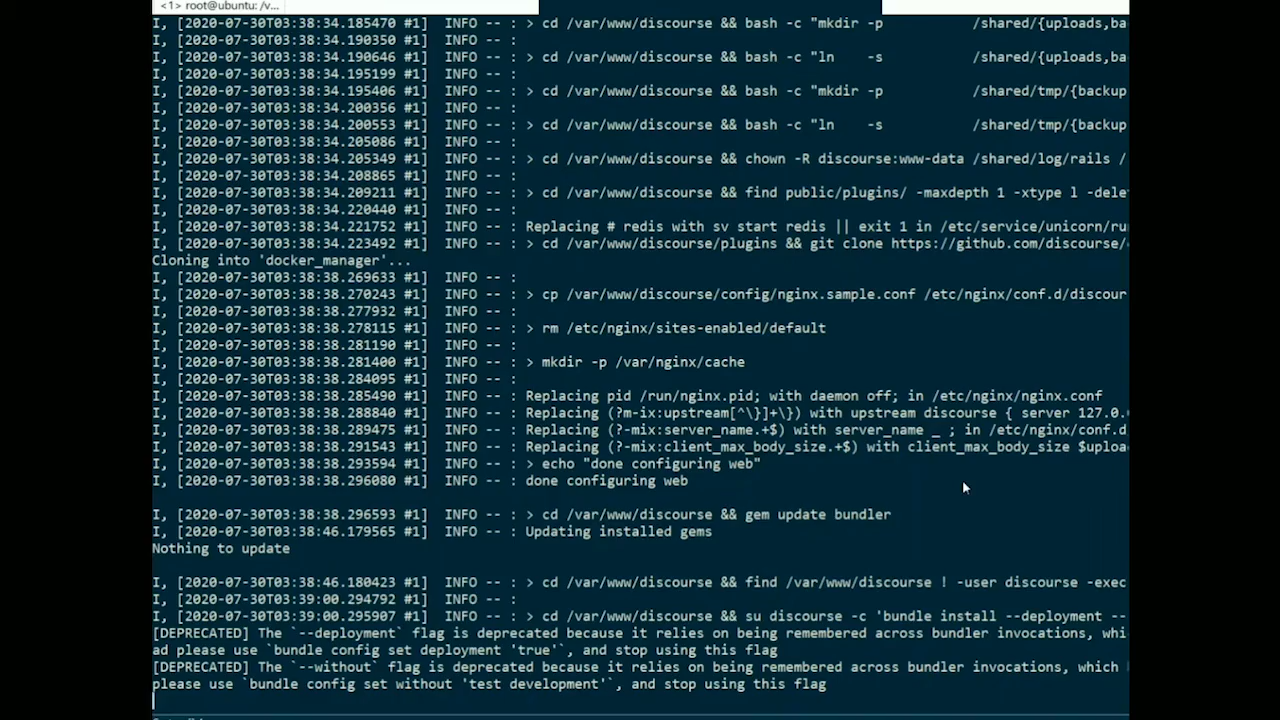 <1> root@ubuntu: /v...
I, [2020-07-30T03:38:34.185470 #1]  INFO -- : > cd /var/www/discourse && bash -c "mkdir -p           /shared/{uploads,ba
I, [2020-07-30T03:38:34.190350 #1]  INFO -- :
I, [2020-07-30T03:38:34.190646 #1]  INFO -- : > cd /var/www/discourse && bash -c "ln    -s           /shared/{uploads,ba
I, [2020-07-30T03:38:34.195199 #1]  INFO -- :
I, [2020-07-30T03:38:34.195406 #1]  INFO -- : > cd /var/www/discourse && bash -c "mkdir -p           /shared/tmp/{backup
I, [2020-07-30T03:38:34.200356 #1]  INFO -- :
I, [2020-07-30T03:38:34.200553 #1]  INFO -- : > cd /var/www/discourse && bash -c "ln    -s           /shared/tmp/{backup
I, [2020-07-30T03:38:34.205086 #1]  INFO -- :
I, [2020-07-30T03:38:34.205349 #1]  INFO -- : > cd /var/www/discourse && chown -R discourse:www-data /shared/log/rails /
I, [2020-07-30T03:38:34.208865 #1]  INFO -- :
I, [2020-07-30T03:38:34.209211 #1]  INFO -- : > cd /var/www/discourse && find public/plugins/ -maxdepth 1 -xtype l -dele
I, [2020-07-30T03:38:34.220440 #1]  INFO -- :
I, [2020-07-30T03:38:34.221752 #1]  INFO -- : Replacing # redis with sv start redis || exit 1 in /etc/service/unicorn/ru
I, [2020-07-30T03:38:34.223492 #1]  INFO -- : > cd /var/www/discourse/plugins && git clone https://github.com/discourse/
Cloning into 'docker_manager'...
I, [2020-07-30T03:38:38.269633 #1]  INFO -- :
I, [2020-07-30T03:38:38.270243 #1]  INFO -- : > cp /var/www/discourse/config/nginx.sample.conf /etc/nginx/conf.d/discour
I, [2020-07-30T03:38:38.277932 #1]  INFO -- :
I, [2020-07-30T03:38:38.278115 #1]  INFO -- : > rm /etc/nginx/sites-enabled/default
I, [2020-07-30T03:38:38.281190 #1]  INFO -- :
I, [2020-07-30T03:38:38.281400 #1]  INFO -- : > mkdir -p /var/nginx/cache
I, [2020-07-30T03:38:38.284095 #1]  INFO -- :
I, [2020-07-30T03:38:38.285490 #1]  INFO -- : Replacing pid /run/nginx.pid; with daemon off; in /etc/nginx/nginx.conf
I, [2020-07-30T03:38:38.288840 #1]  INFO -- : Replacing (?m-ix:upstream[^\}]+\}) with upstream discourse { server 127.0.
I, [2020-07-30T03:38:38.289475 #1]  INFO -- : Replacing (?-mix:server_name.+$) with server_name _ ; in /etc/nginx/conf.d
I, [2020-07-30T03:38:38.291543 #1]  INFO -- : Replacing (?-mix:client_max_body_size.+$) with client_max_body_size $uploa
I, [2020-07-30T03:38:38.293594 #1]  INFO -- : > echo "done configuring web"
I, [2020-07-30T03:38:38.296080 #1]  INFO -- : done configuring web
I, [2020-07-30T03:38:38.296593 #1]  INFO -- : > cd /var/www/discourse && gem update bundler
I, [2020-07-30T03:38:46.179565 #1]  INFO -- : Updating installed gems
Nothing to update
I, [2020-07-30T03:38:46.180423 #1]  INFO -- : > cd /var/www/discourse && find /var/www/discourse ! -user discourse -exec
I, [2020-07-30T03:39:00.294792 #1]  INFO -- :
I, [2020-07-30T03:39:00.295907 #1]  INFO -- : > cd /var/www/discourse && su discourse -c 'bundle install --deployment --
[DEPRECATED] The `--deployment` flag is deprecated because it relies on being remembered across bundler invocations, whi
ad please use `bundle config set deployment 'true'`, and stop using this flag
[DEPRECATED] The `--without` flag is deprecated because it relies on being remembered across bundler invocations, which
please use `bundle config set without 'test development'`, and stop using this flag